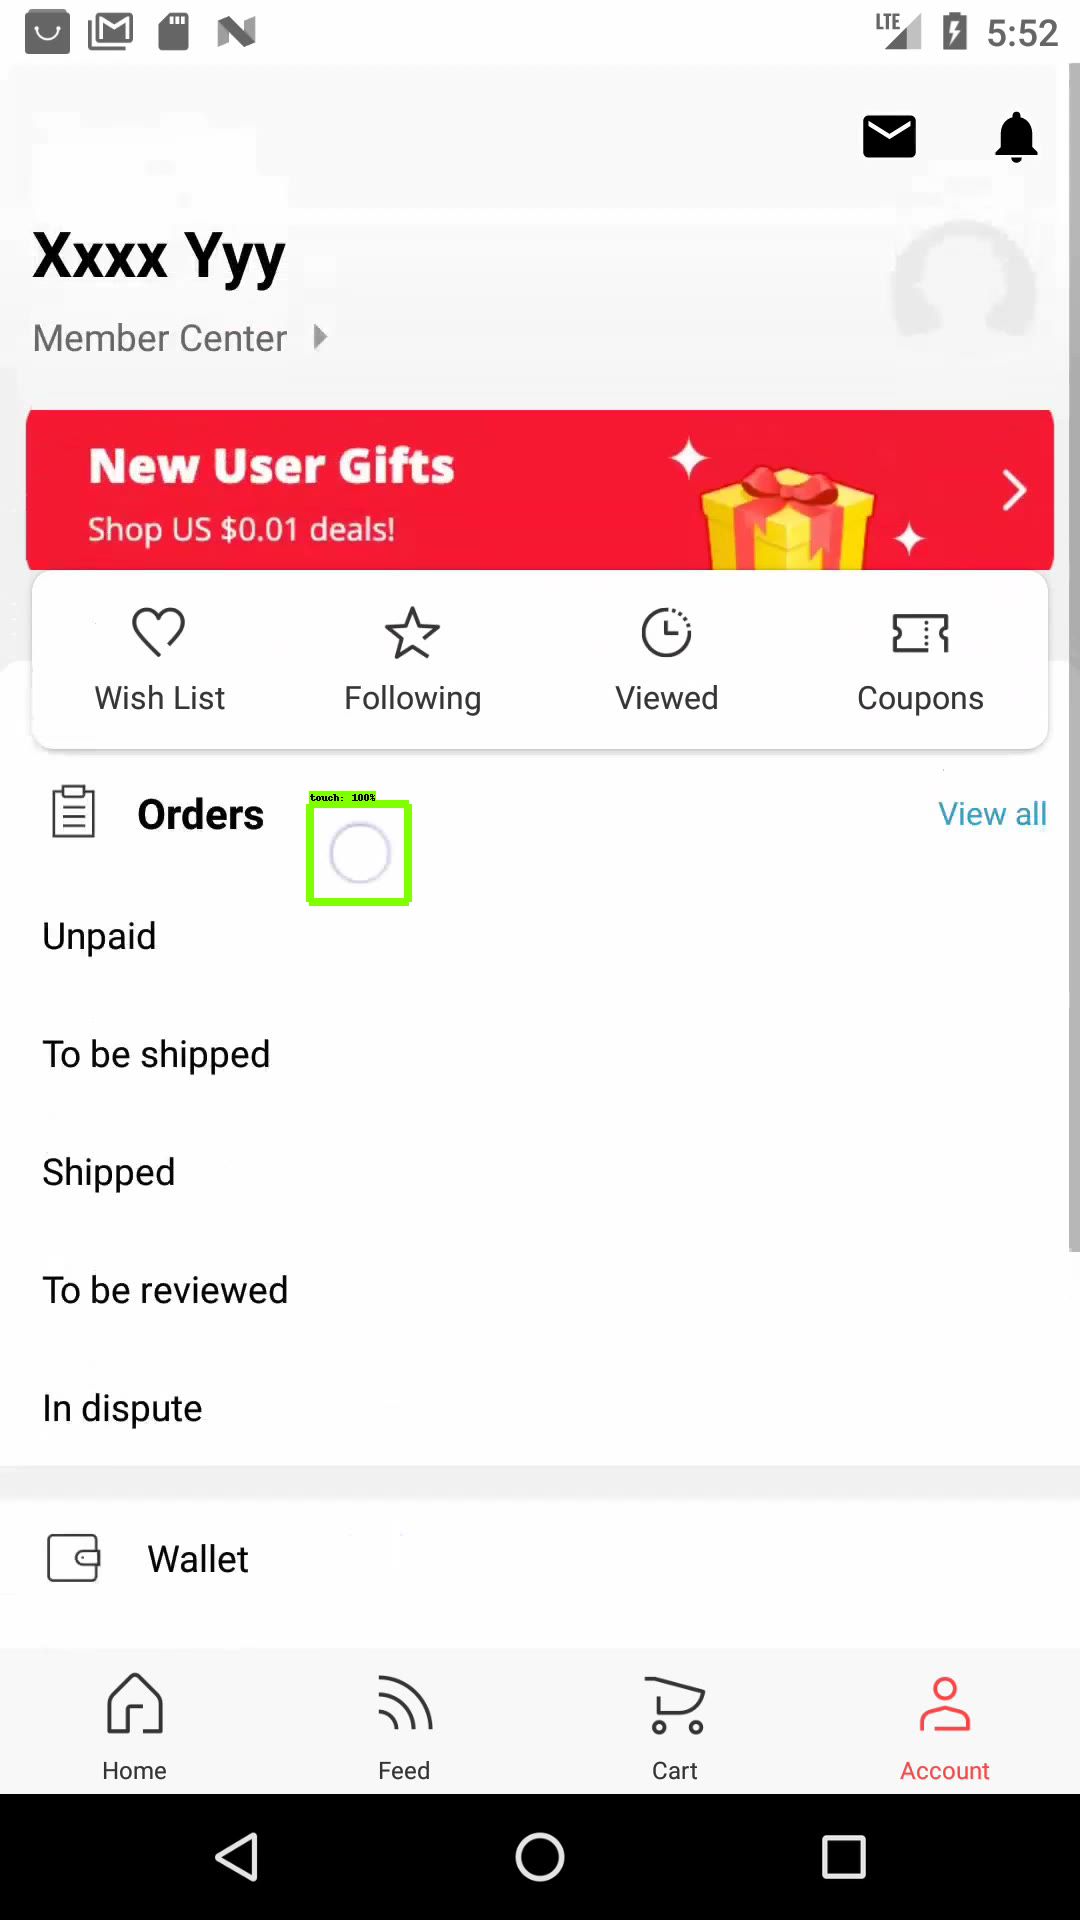 LTE 5:52
Xxxx Yyy
Member Center
New User Gifts
Shop US $0.01 deals!
Wish List Following Viewed Coupons
touch: 100%
Orders View all
Unpaid
To be shipped
Shipped
To be reviewed
In dispute
Wallet
Home Feed Cart Account